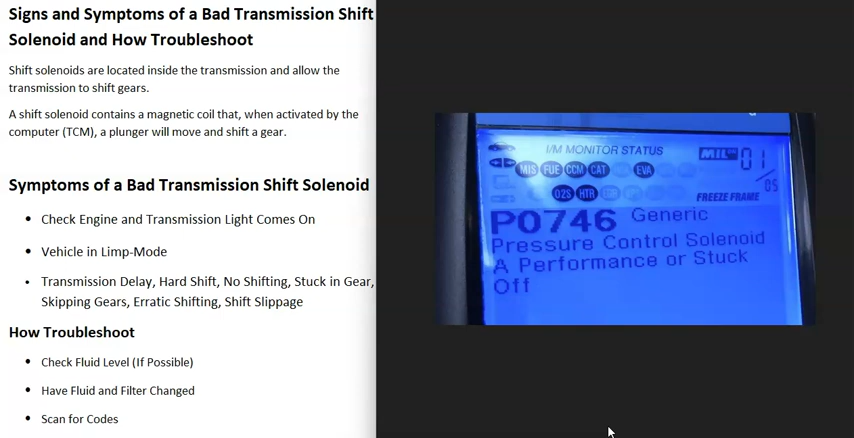 Signs and Symptoms of a Bad Transmission Shift
Solenoid and How Troubleshoot
Shift solenoids are located inside the transmission and allow the
transmission to shift gears.
A shift solenoid contains a magnetic coil that, when activated by the
computer (TCM), a plunger will move and shift a gear.
Symptoms of a Bad Transmission Shift Solenoid
• Check Engine and Transmission Light Comes On
• Vehicle in Limp-Mode
• Transmission Delay, Hard Shift, No Shifting, Stuck in Gear,
Skipping Gears, Erratic Shifting, Shift Slippage
How Troubleshoot
• Check Fluid Level (If Possible)
• Have Fluid and Filter Changed
• Scan for Codes
I/M MONITOR STATUS
MIL 01
MIS FUE CCM CAT EVA
/05
O2S HTR
FREEZE FRAME
P0746 Generic
Pressure Control Solenoid
A Performance or Stuck
Off